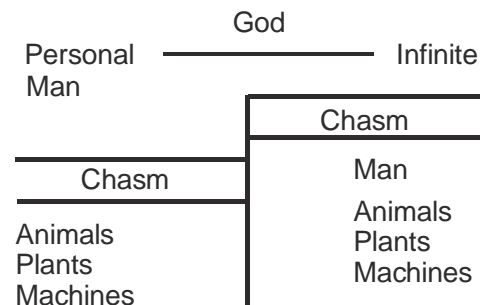 God
Personal Infinite
Man
Chasm
Chasm
Man
Animals
Plants
Machines
Animals
Plants
Machines